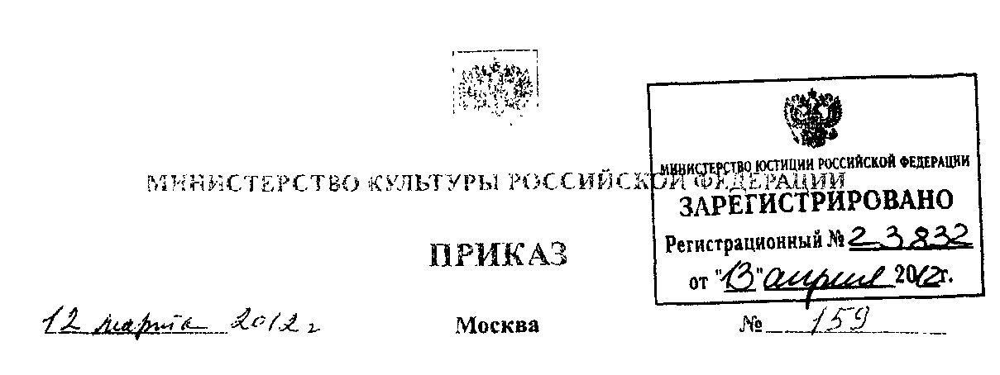 МИНИСТЕРСТВО КУЛЬТУРЫ РОССИЙСКОЙ ФЕДЕРАЦИИ
МИНИСТЕРСТВО ЮСТИЦИИ РОССИЙСКОЙ ФЕДЕРАЦИИ
ЗАРЕГИСТРИРОВАНО
Регистрационный № 23832
от "13" апреля 2012г.
ПРИКАЗ
12 марта 2012 г
Москва
№ 159